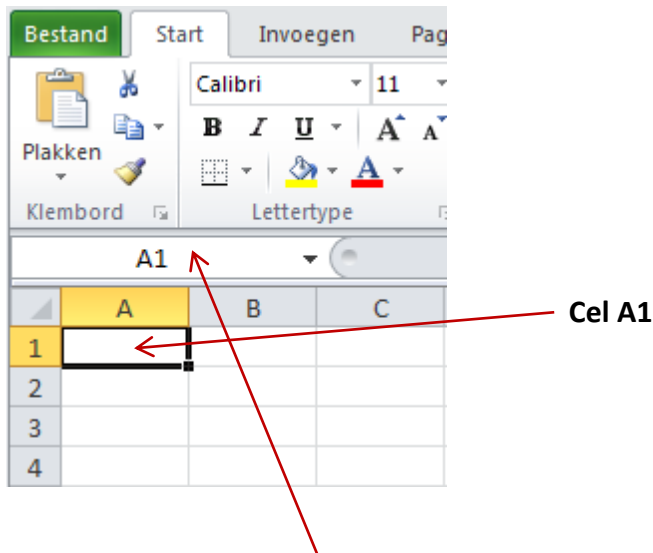 Bestand Start Invoegen Pag
Calibri 11
Plakken B I U A A
A
Klembord Lettertype
A1
A B C
Cel A1
1
2
3
4